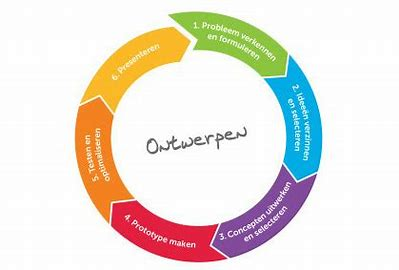 1. Probleem verkennen
en formuleren
2. Ideeën verzinnen
en selecteren
3. Concepten uitwerken
en selecteren
4. Prototype maken
5. Testen en
optimaliseren
6. Presenteren
Ontwerpen